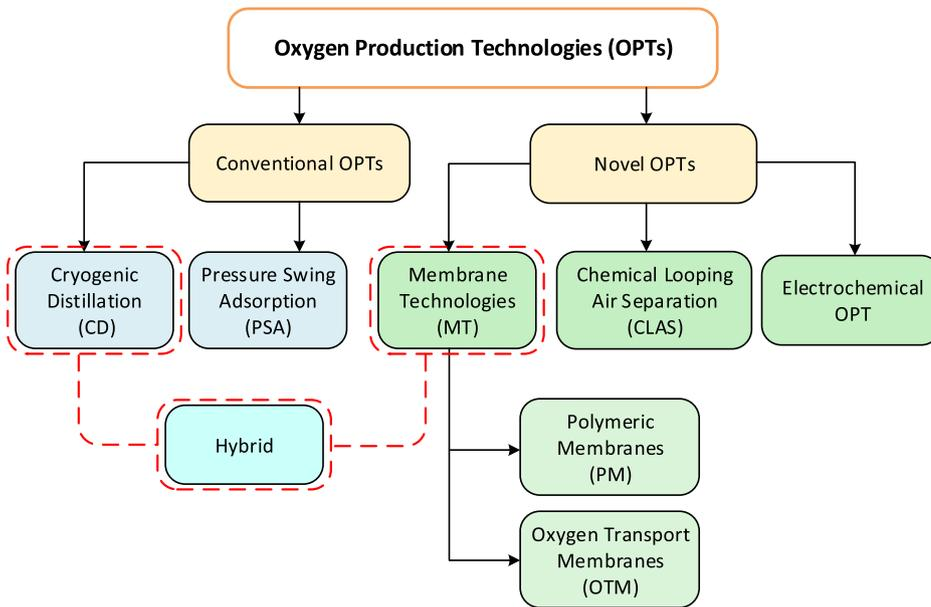 Oxygen Production Technologies (OPTs)
Conventional OPTs
Novel OPTs
Cryogenic
Distillation
(CD)
Pressure Swing
Adsorption
(PSA)
Membrane
Technologies
(MT)
Chemical Looping
Air Separation
(CLAS)
Electrochemical
OPT
Hybrid
Polymeric
Membranes
(PM)
Oxygen Transport
Membranes
(OTM)